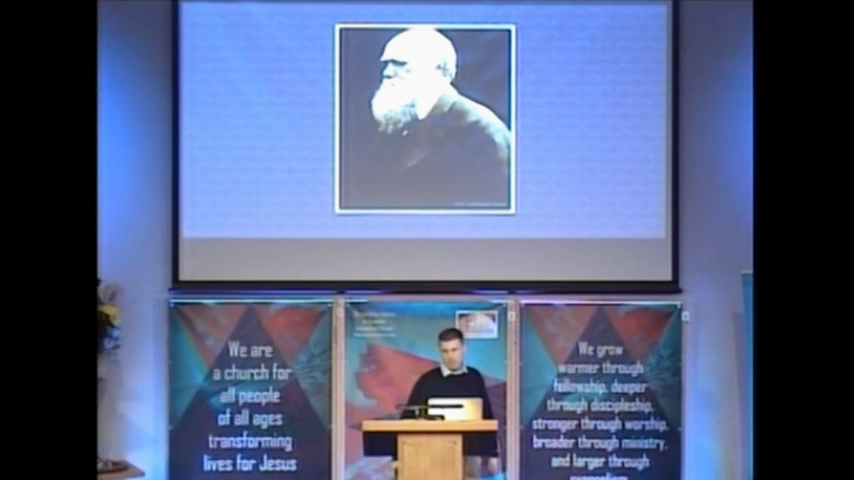 We are
a church for
all people
of all ages
transforming
lives for Jesus
We grow
warmer through
fellowship, deeper
through discipleship,
stronger through worship,
broader through ministry,
and larger through
evangelism